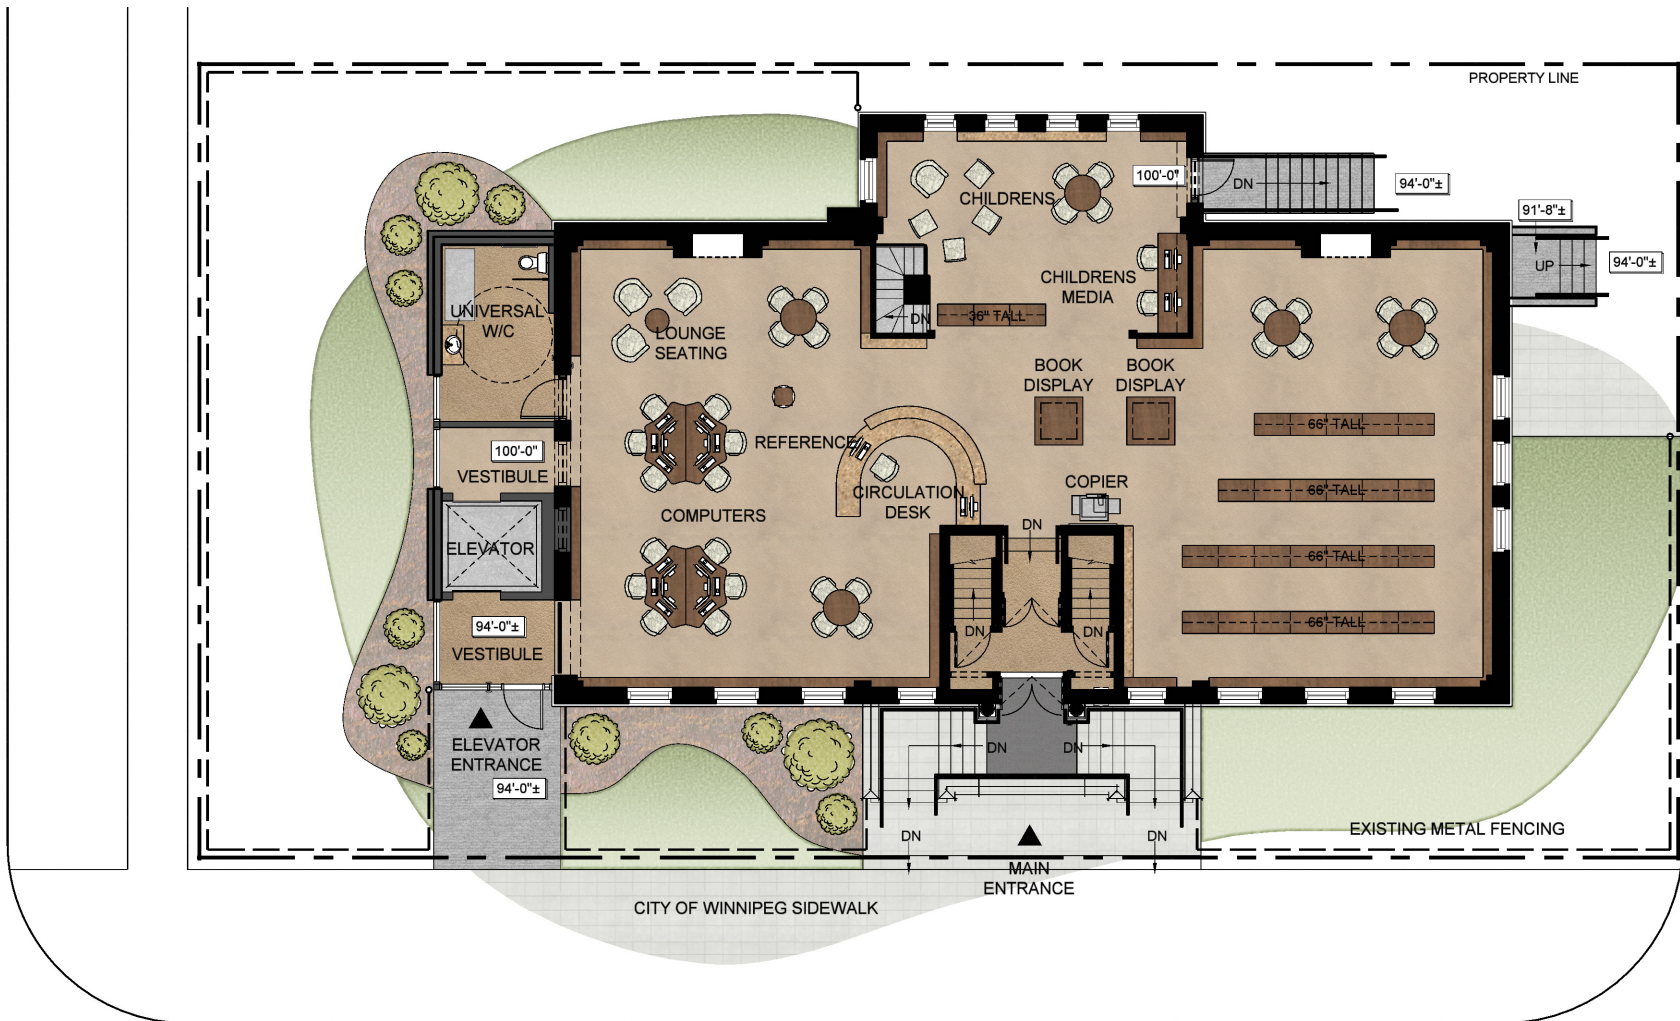 PROPERTY LINE
100'-0"
DN
94'-0"±
91'-8"±
CHILDRENS
UP
94'-0"±
CHILDRENS
MEDIA
UNIVERSAL
W/C
LOUNGE
SEATING
DN
36" TALL
BOOK
DISPLAY
BOOK
DISPLAY
66" TALL
REFERENCE
100'-0"
VESTIBULE
COPIER
66" TALL
CIRCULATION
DESK
COMPUTERS
DN
ELEVATOR
66" TALL
94'-0"±
VESTIBULE
DN
DN
66" TALL
ELEVATOR
ENTRANCE
DN
DN
94'-0"±
DN
DN
EXISTING METAL FENCING
MAIN
ENTRANCE
CITY OF WINNIPEG SIDEWALK